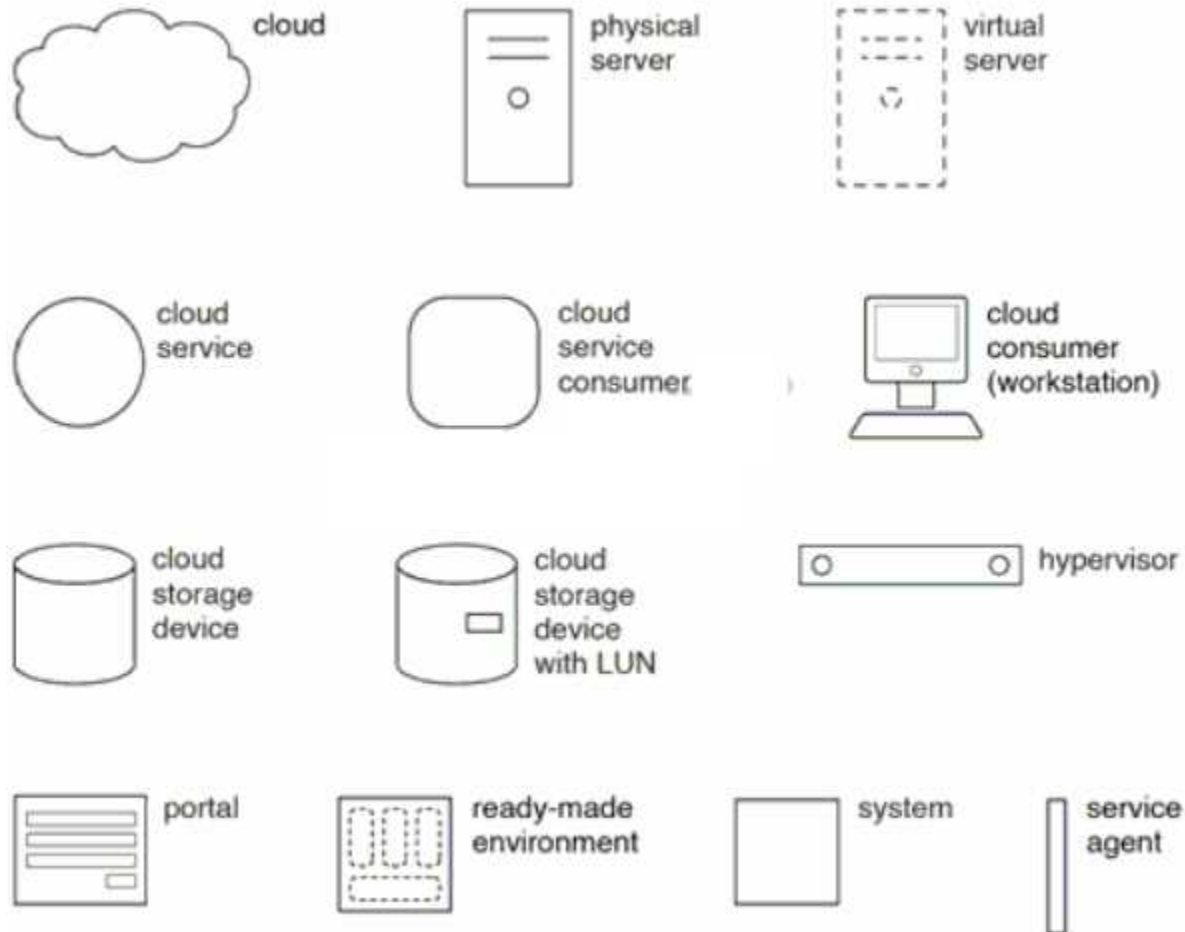 cloud
physical
server
virtual
server
cloud
service
cloud
service
consumer
cloud
consumer
(workstation)
cloud
storage
device
cloud
storage
device
with LUN
hypervisor
portal
ready-made
environment
system
service
agent